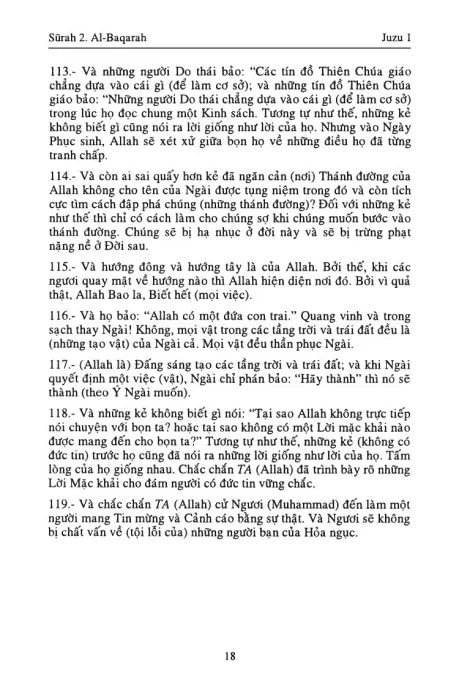 Sūrah 2. Al-Baqarah Juzu 1
113.- Và những người Do thái bảo: “Các tín đồ Thiên Chúa giáo
chẳng dựa vào cái gì (để làm cơ sở); và những tín đồ Thiên Chúa
giáo bảo: “Những người Do thái chẳng dựa vào cái gì (để làm cơ sở)
trong lúc họ đọc chung một Kinh sách. Tương tự như thế, những kẻ
không biết gì cũng nói ra lời giống như lời của họ. Nhưng vào Ngày
Phục sinh, Allah sẽ xét xử giữa bọn họ về những điều họ đã từng
tranh chấp.
114.- Và còn ai sai quấy hơn kẻ đã ngăn cản (nơi) Thánh đường của
Allah không cho tên của Ngài được tụng niệm trong đó và còn tích
cực tìm cách đập phá chúng (những thánh đường)? Đối với những kẻ
như thế thì chỉ có cách làm cho chúng sợ khi chúng muốn bước vào
thánh đường. Chúng sẽ bị hạ nhục ở đời này và sẽ bị trừng phạt
nặng nề ở Đời sau.
115.- Và hướng đông và hướng tây là của Allah. Bởi thế, khi các
ngươi quay mặt về hướng nào thì Allah hiện diện nơi đó. Bởi vì quả
thật, Allah Bao la, Biết hết (mọi việc).
116.- Và họ bảo: “Allah có một đứa con trai.” Quang vinh và trong
sạch thay Ngài! Không, mọi vật trong các tầng trời và trái đất đều là
(những tạo vật) của Ngài cả. Mọi vật đều thần phục Ngài.
117.- (Allah là) Đấng sáng tạo các tầng trời và trái đất; và khi Ngài
quyết định một việc (vật), Ngài chỉ phán bảo: “Hãy thành” thì nó sẽ
thành (theo Ý Ngài muốn).
118.- Và những kẻ không biết gì nói: “Tại sao Allah không trực tiếp
nói chuyện với bọn ta? hoặc tại sao không có một Lời mặc khải nào
được mang đến cho bọn ta?” Tương tự như thế, những kẻ (không có
đức tin) trước họ cũng đã nói ra những lời giống như lời của họ. Tấm
lòng của họ giống nhau. Chắc chắn TA (Allah) đã trình bày rõ những
Lời Mặc khải cho đám người có đức tin vững chắc.
119.- Và chắc chắn TA (Allah) cử Ngươi (Muhammad) đến làm một
người mang Tin mừng và Cảnh cáo bằng sự thật. Và Ngươi sẽ không
bị chất vấn về (tội lỗi của) những người bạn của Hỏa ngục.
18